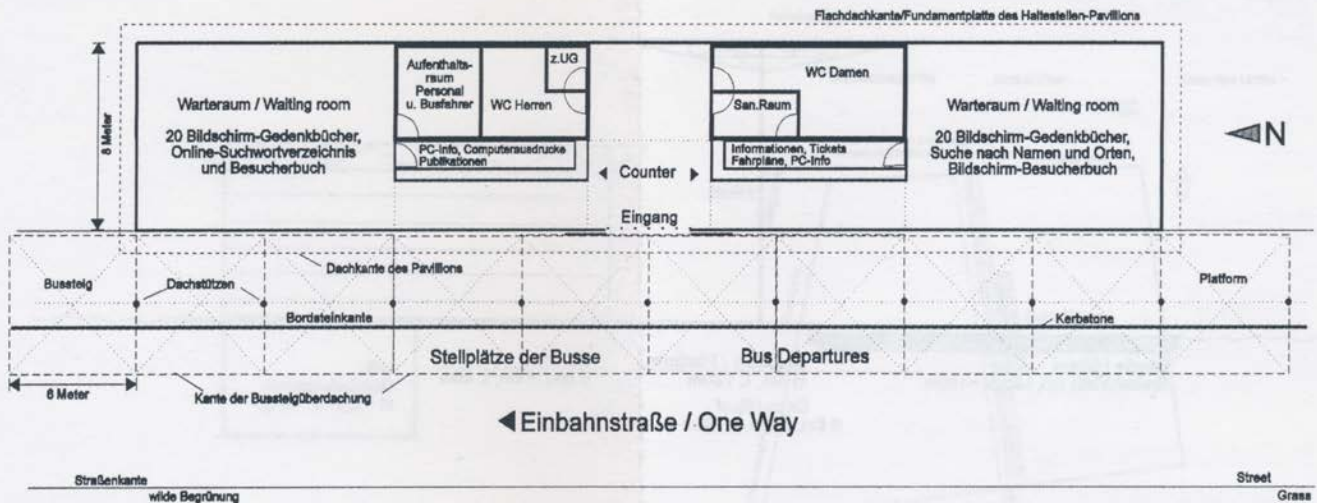 Flachdachkante/Fundamentplatte des Haltestellen-Pavillions
8 Meter
Warteraum / Waiting room
20 Bildschirm-Gedenkbücher,
Online-Suchwortverzeichnis
und Besucherbuch
Aufenthalts-
raum
Personal
u. Busfahrer
WC Herren
z.UG
PC-Info, Computerausdrucke
Publikationen
Counter
Eingang
WC Damen
San.Raum
Informationen, Tickets
Fahrpläne, PC-Info
Warteraum / Waiting room
20 Bildschirm-Gedenkbücher,
Suche nach Namen und Orten,
Bildschirm-Besucherbuch
N
Dachkante des Pavillions
Bussteig
Dachstützen
Platform
Bordsteinkante
Kerbstone
Stellplätze der Busse
Bus Departures
6 Meter
Kante der Bussteigüberdachung
Einbahnstraße / One Way
Straßenkante
Street
wilde Begrünung
Grass